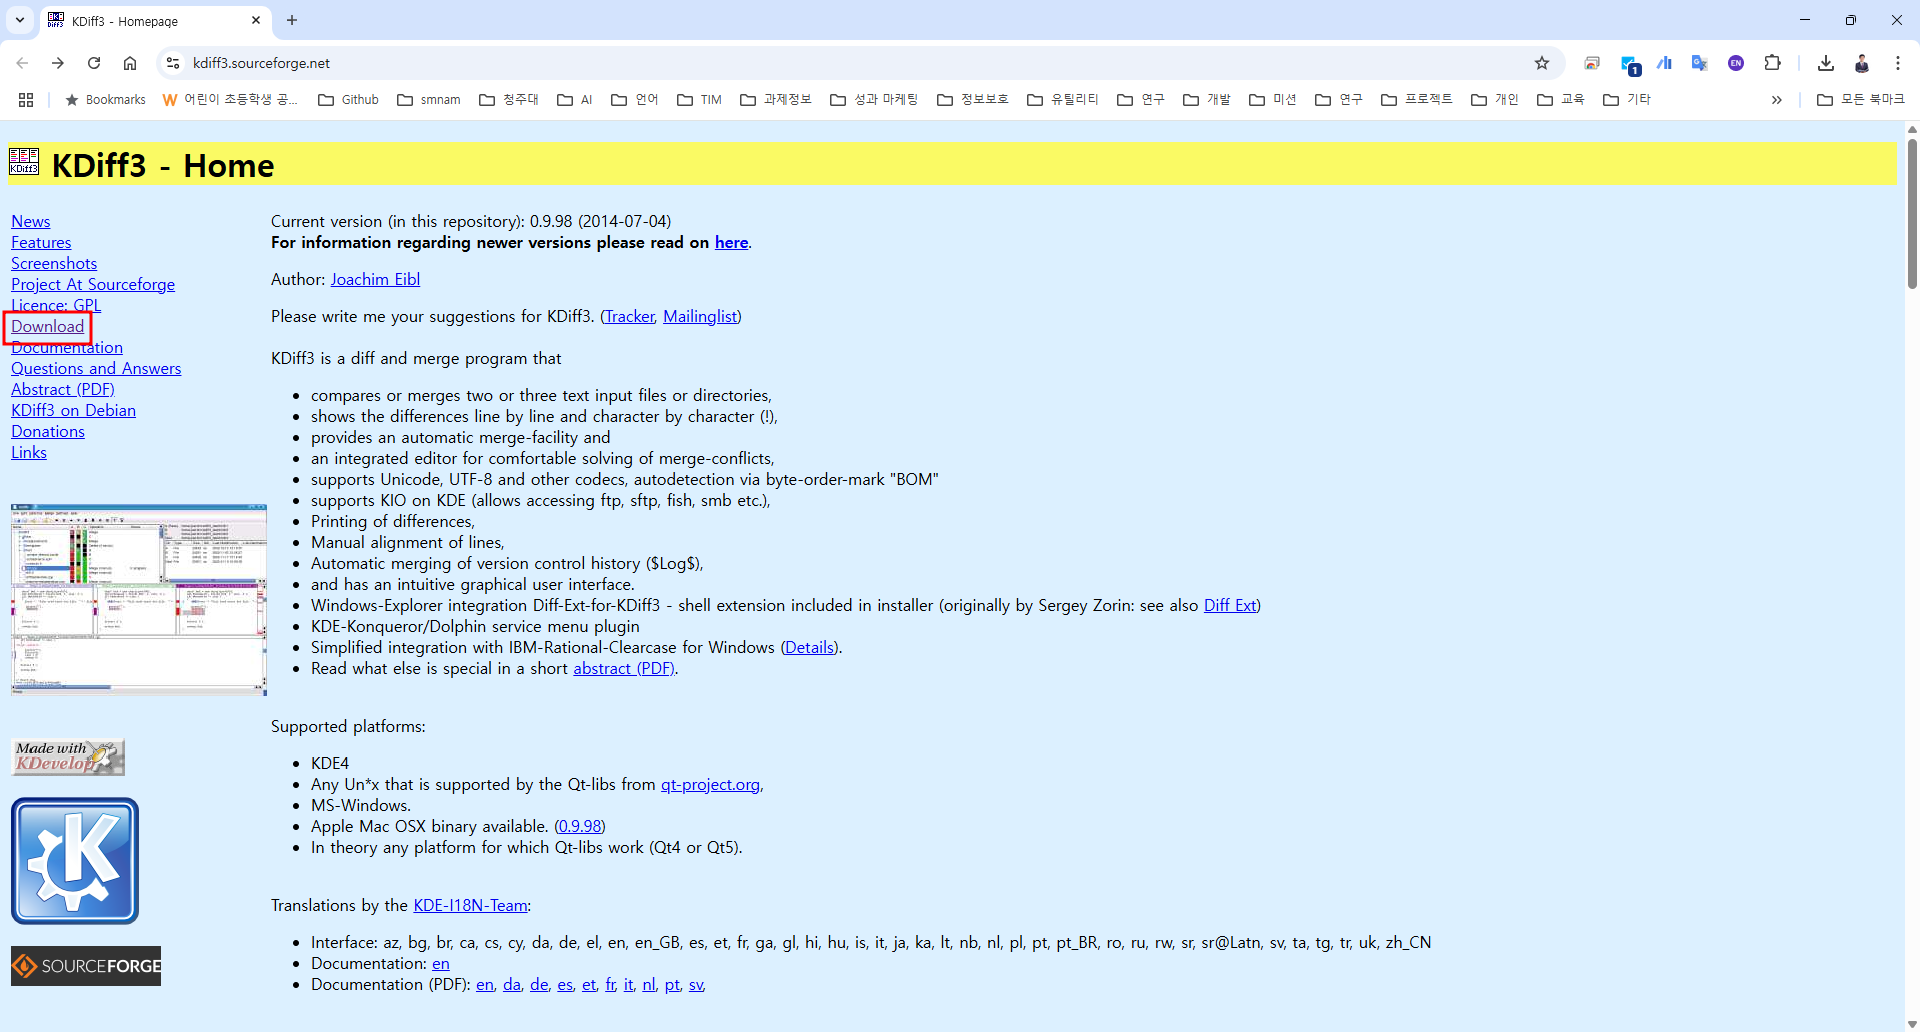 KDiff3 - Homepage
kdiff3.sourceforge.net
Bookmarks
어린이 초등학생 공...
Github
smnam
청주대
AI
언어
TIM
과제정보
성과 마케팅
정보보호
유틸리티
연구
개발
미션
연구
프로젝트
개인
교육
기타
모든 북마크
KDiff3 - Home
News
Features
Screenshots
Project At Sourceforge
Licence: GPL
Download
Documentation
Questions and Answers
Abstract (PDF)
KDiff3 on Debian
Donations
Links
Made with
KDevelop
SOURCEFORGE
Current version (in this repository): 0.9.98 (2014-07-04)
For information regarding newer versions please read on here.
Author: Joachim Eibl
Please write me your suggestions for KDiff3. (Tracker, Mailinglist)
KDiff3 is a diff and merge program that
• compares or merges two or three text input files or directories,
• shows the differences line by line and character by character (!),
• provides an automatic merge-facility and
• an integrated editor for comfortable solving of merge-conflicts,
• supports Unicode, UTF-8 and other codecs, autodetection via byte-order-mark "BOM"
• supports KIO on KDE (allows accessing ftp, sftp, fish, smb etc.),
• Printing of differences,
• Manual alignment of lines,
• Automatic merging of version control history ($Log$),
• and has an intuitive graphical user interface.
• Windows-Explorer integration Diff-Ext-for-KDiff3 - shell extension included in installer (originally by Sergey Zorin: see also Diff Ext)
• KDE-Konqueror/Dolphin service menu plugin
• Simplified integration with IBM-Rational-Clearcase for Windows (Details).
• Read what else is special in a short abstract (PDF).
Supported platforms:
• KDE4
• Any Un*x that is supported by the Qt-libs from qt-project.org,
• MS-Windows.
• Apple Mac OSX binary available. (0.9.98)
• In theory any platform for which Qt-libs work (Qt4 or Qt5).
Translations by the KDE-I18N-Team:
• Interface: az, bg, br, ca, cs, cy, da, de, el, en, en_GB, es, et, fr, ga, gl, hi, hu, is, it, ja, ka, lt, nb, nl, pl, pt, pt_BR, ro, ru, rw, sr, sr@Latn, sv, ta, tg, tr, uk, zh_CN
• Documentation: en
• Documentation (PDF): en, da, de, es, et, fr, it, nl, pt, sv,